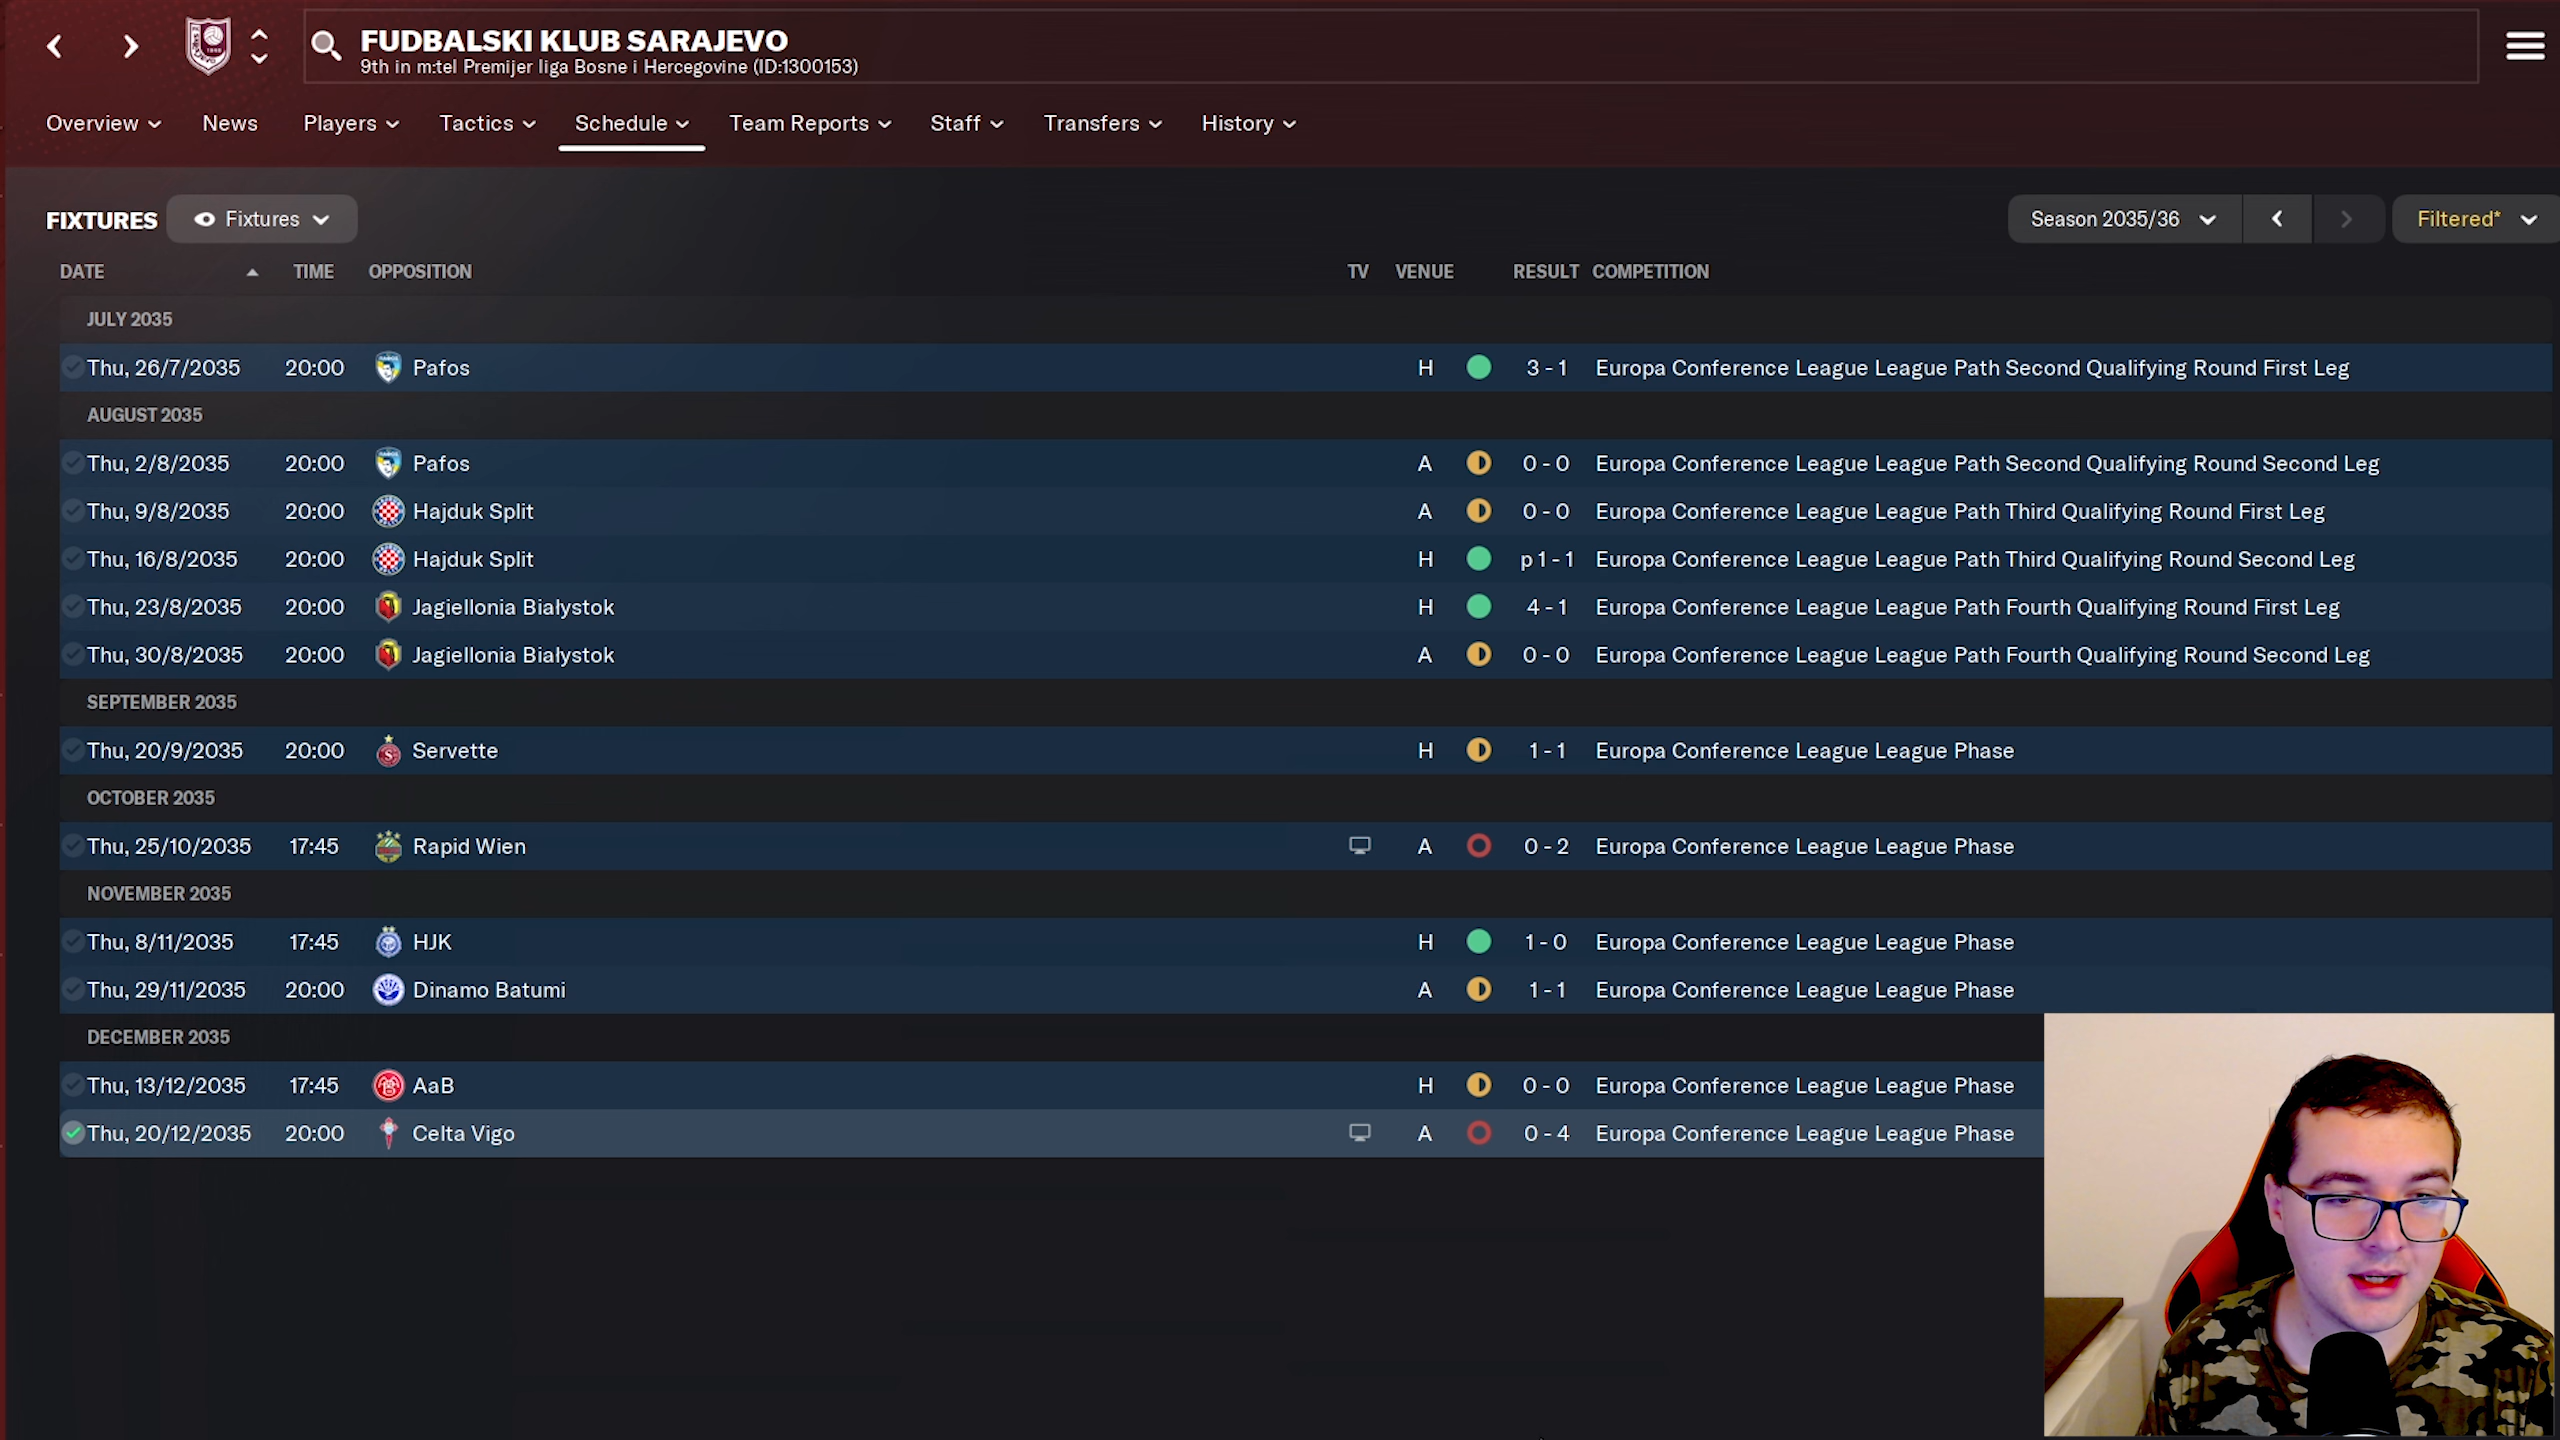 FUDBALSKI KLUB SARAJEVO
9th in m:tel Premijer liga Bosne i Hercegovine (ID:1300153)
Overview News Players Tactics Schedule Team Reports Staff Transfers History
FIXTURES Fixtures Season 2035/36 Filtered*
DATE TIME OPPOSITION TV VENUE RESULT COMPETITION
JULY 2035
Thu, 26/7/2035 20:00 Pafos H 3 - 1 Europa Conference League League Path Second Qualifying Round First Leg
AUGUST 2035
Thu, 2/8/2035 20:00 Pafos A 0 - 0 Europa Conference League League Path Second Qualifying Round Second Leg
Thu, 9/8/2035 20:00 Hajduk Split A 0 - 0 Europa Conference League League Path Third Qualifying Round First Leg
Thu, 16/8/2035 20:00 Hajduk Split H p 1 - 1 Europa Conference League League Path Third Qualifying Round Second Leg
Thu, 23/8/2035 20:00 Jagiellonia Białystok H 4 - 1 Europa Conference League League Path Fourth Qualifying Round First Leg
Thu, 30/8/2035 20:00 Jagiellonia Białystok A 0 - 0 Europa Conference League League Path Fourth Qualifying Round Second Leg
SEPTEMBER 2035
Thu, 20/9/2035 20:00 Servette H 1 - 1 Europa Conference League League Phase
OCTOBER 2035
Thu, 25/10/2035 17:45 Rapid Wien A 0 - 2 Europa Conference League League Phase
NOVEMBER 2035
Thu, 8/11/2035 17:45 HJK H 1 - 0 Europa Conference League League Phase
Thu, 29/11/2035 20:00 Dinamo Batumi A 1 - 1 Europa Conference League League Phase
DECEMBER 2035
Thu, 13/12/2035 17:45 AaB H 0 - 0 Europa Conference League League Phase
Thu, 20/12/2035 20:00 Celta Vigo A 0 - 4 Europa Conference League League Phase